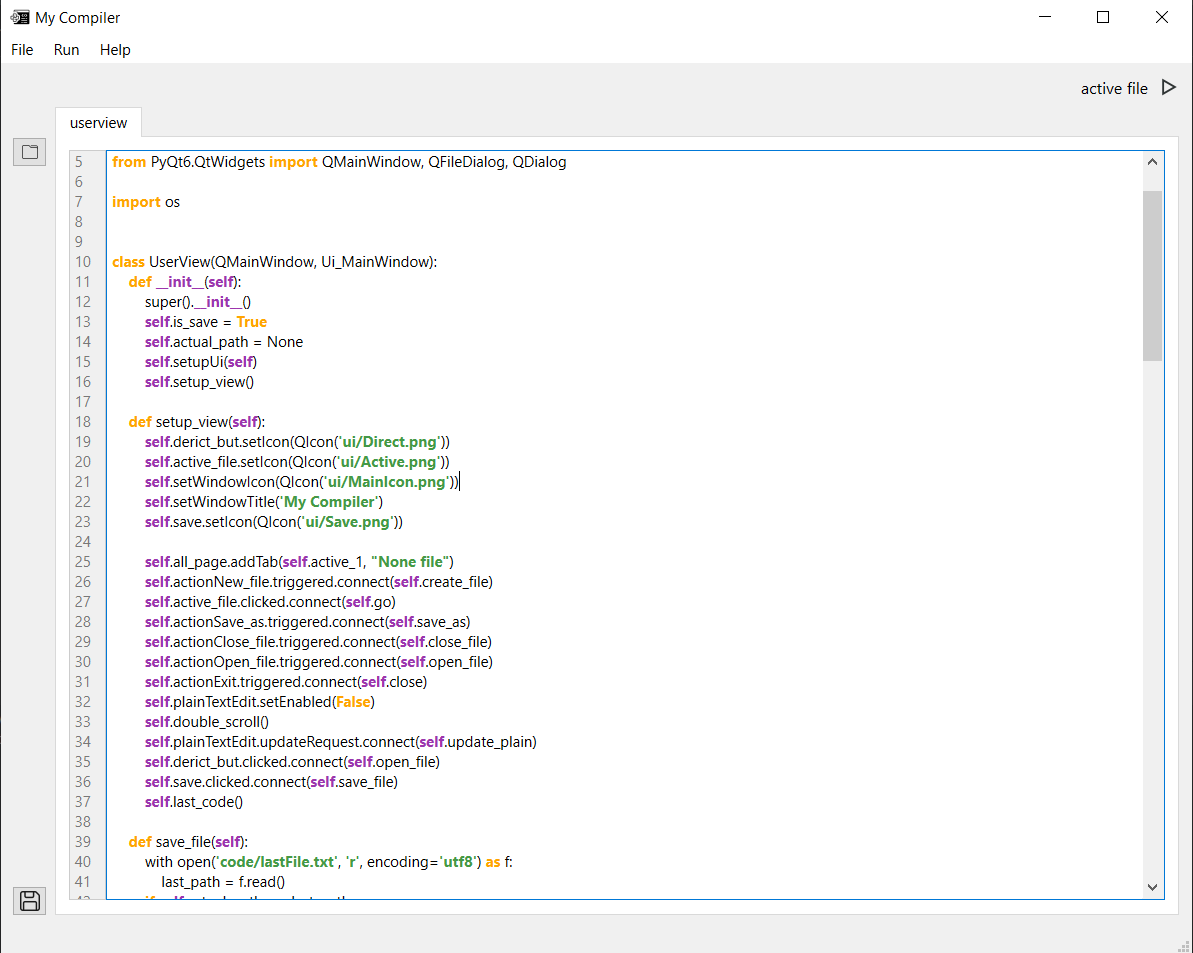 My Compiler
File Run Help
active file
userview
5 from PyQt6.QtWidgets import QMainWindow, QFileDialog, QDialog
6
7 import os
8
9
10 class UserView(QMainWindow, Ui_MainWindow):
11 def __init__(self):
12 super().__init__()
13 self.is_save = True
14 self.actual_path = None
15 self.setupUi(self)
16 self.setup_view()
17
18 def setup_view(self):
19 self.derict_but.setIcon(QIcon('ui/Direct.png'))
20 self.active_file.setIcon(QIcon('ui/Active.png'))
21 self.setWindowIcon(QIcon('ui/MainIcon.png'))
22 self.setWindowTitle('My Compiler')
23 self.save.setIcon(QIcon('ui/Save.png'))
24
25 self.all_page.addTab(self.active_1, "None file")
26 self.actionNew_file.triggered.connect(self.create_file)
27 self.active_file.clicked.connect(self.go)
28 self.actionSave_as.triggered.connect(self.save_as)
29 self.actionClose_file.triggered.connect(self.close_file)
30 self.actionOpen_file.triggered.connect(self.open_file)
31 self.actionExit.triggered.connect(self.close)
32 self.plainTextEdit.setEnabled(False)
33 self.double_scroll()
34 self.plainTextEdit.updateRequest.connect(self.update_plain)
35 self.derict_but.clicked.connect(self.open_file)
36 self.save.clicked.connect(self.save_file)
37 self.last_code()
38
39 def save_file(self):
40 with open('code/lastFile.txt', 'r', encoding='utf8') as f:
41 last_path = f.read()